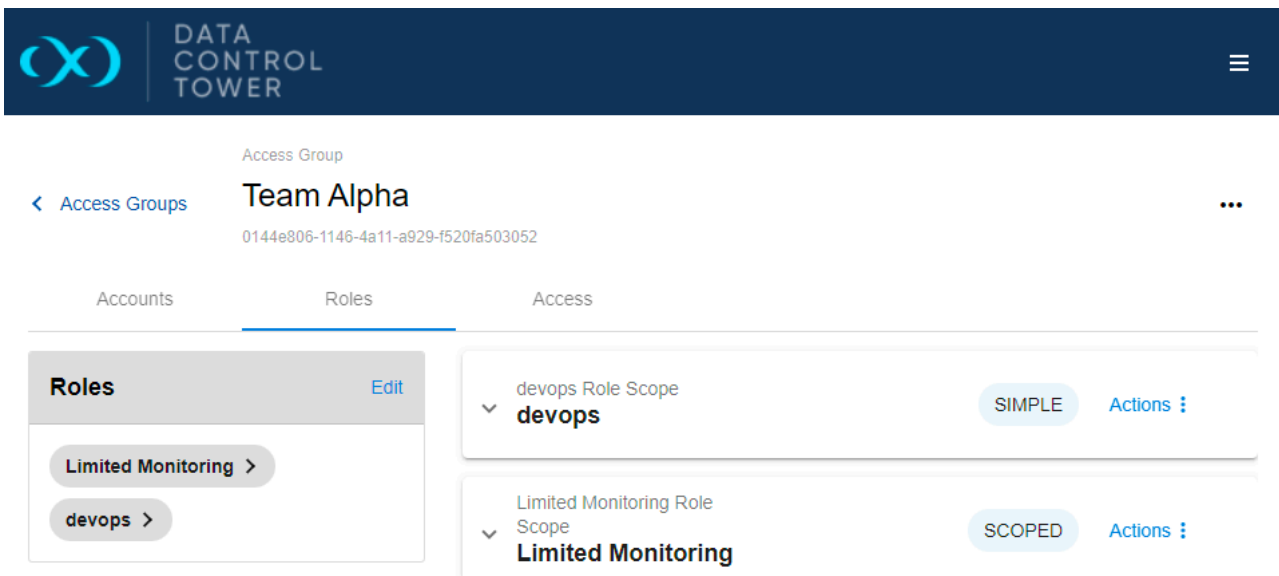 DATA
CONTROL
TOWER
Access Group
Access Groups
Team Alpha
0144e806-1146-4a11-a929-f520fa503052
Accounts
Roles
Access
Roles
Edit
Limited Monitoring
devops
devops Role Scope
devops
SIMPLE
Actions
Limited Monitoring Role
Scope
Limited Monitoring
SCOPED
Actions